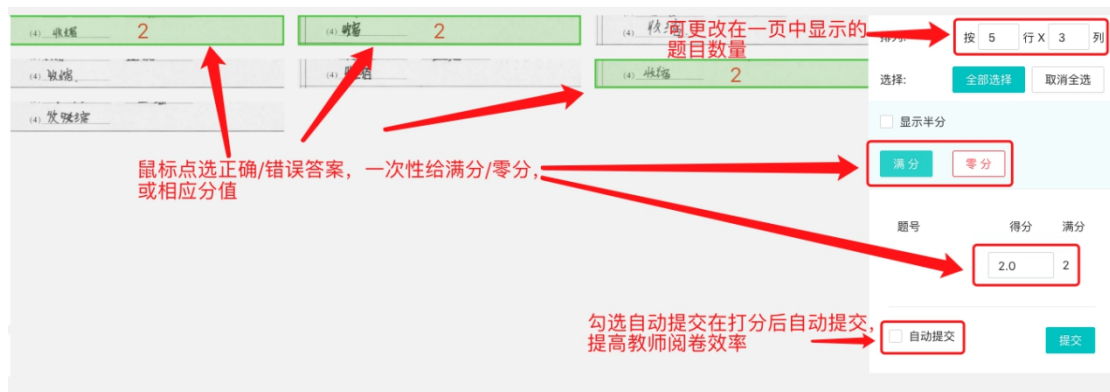 (4) 收缩 2
(4) 收缩 2
(4) 收缩
可更改在一页中显示的
题目数量
排列:
按 5 行 X 3 列
(4) 收缩
(4) 收缩
(4) 收缩 2
选择:
全部选择
取消全选
(4)
显示半分
满分
零分
鼠标点选正确/错误答案，一次性给满分/零分，
或相应分值
题号 得分 满分
2.0 2
勾选自动提交在打分后自动提交，
提高教师阅卷效率
自动提交
提交